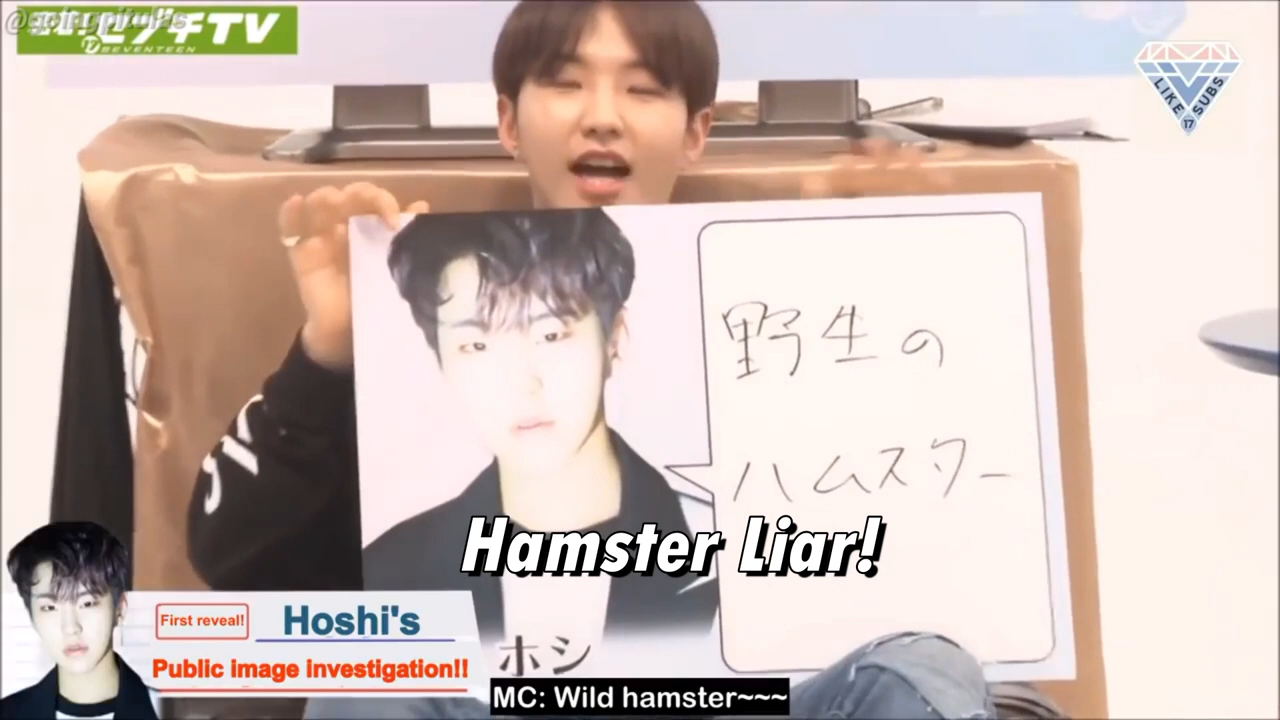 セブチTV
SEVENTEEN
LIKE
17
SUBS
野生の
ハムスター
Hamster Liar!
First reveal!
Hoshi's
Public image investigation!!
ホシ
MC: Wild hamster~~~